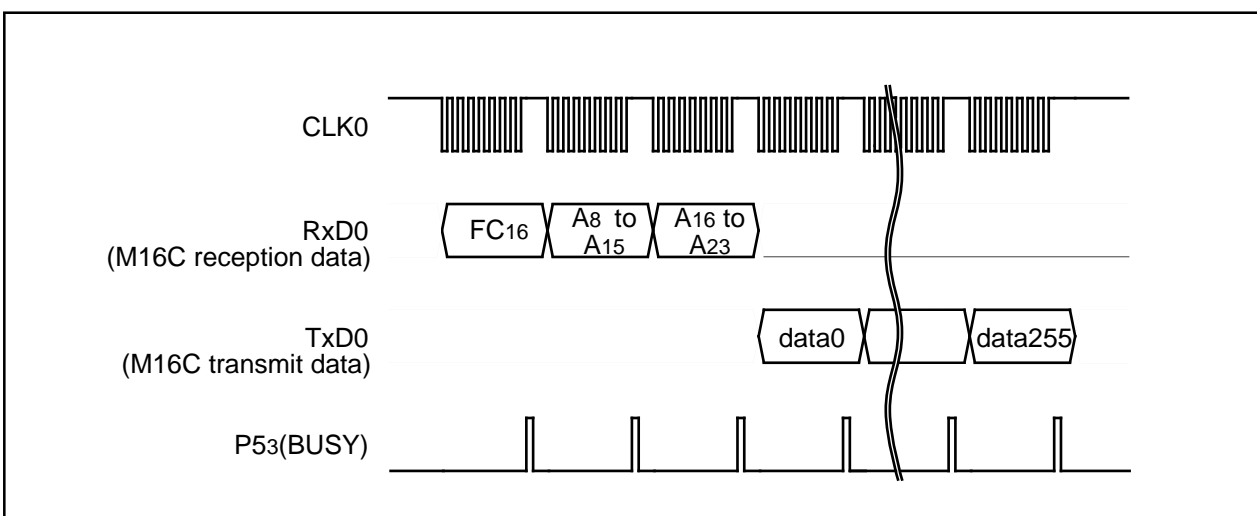 CLK0
RxD0
(M16C reception data)
FC16
A8 to
A15
A16 to
A23
TxD0
(M16C transmit data)
data0
data255
P53(BUSY)